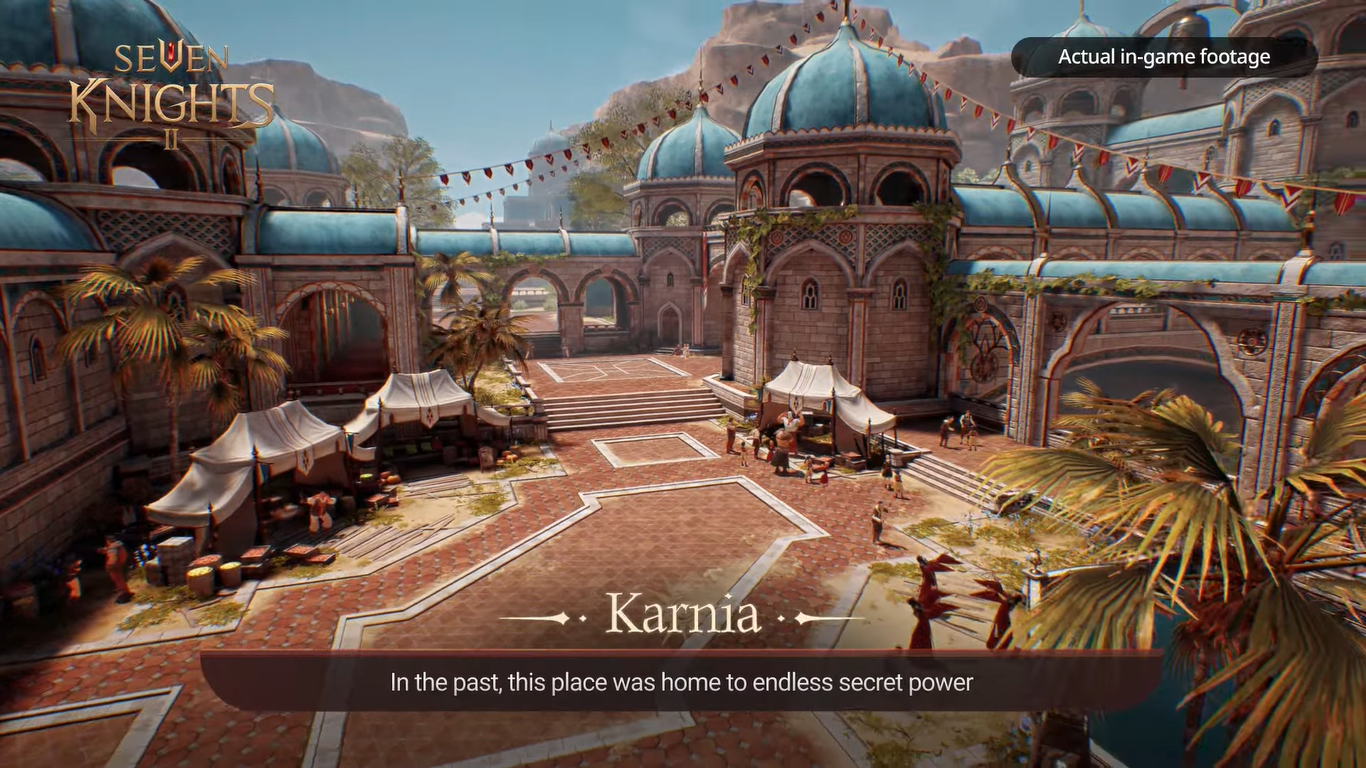 SEVEN
KNIGHTS
II
Actual in-game footage
Karnia
In the past, this place was home to endless secret power